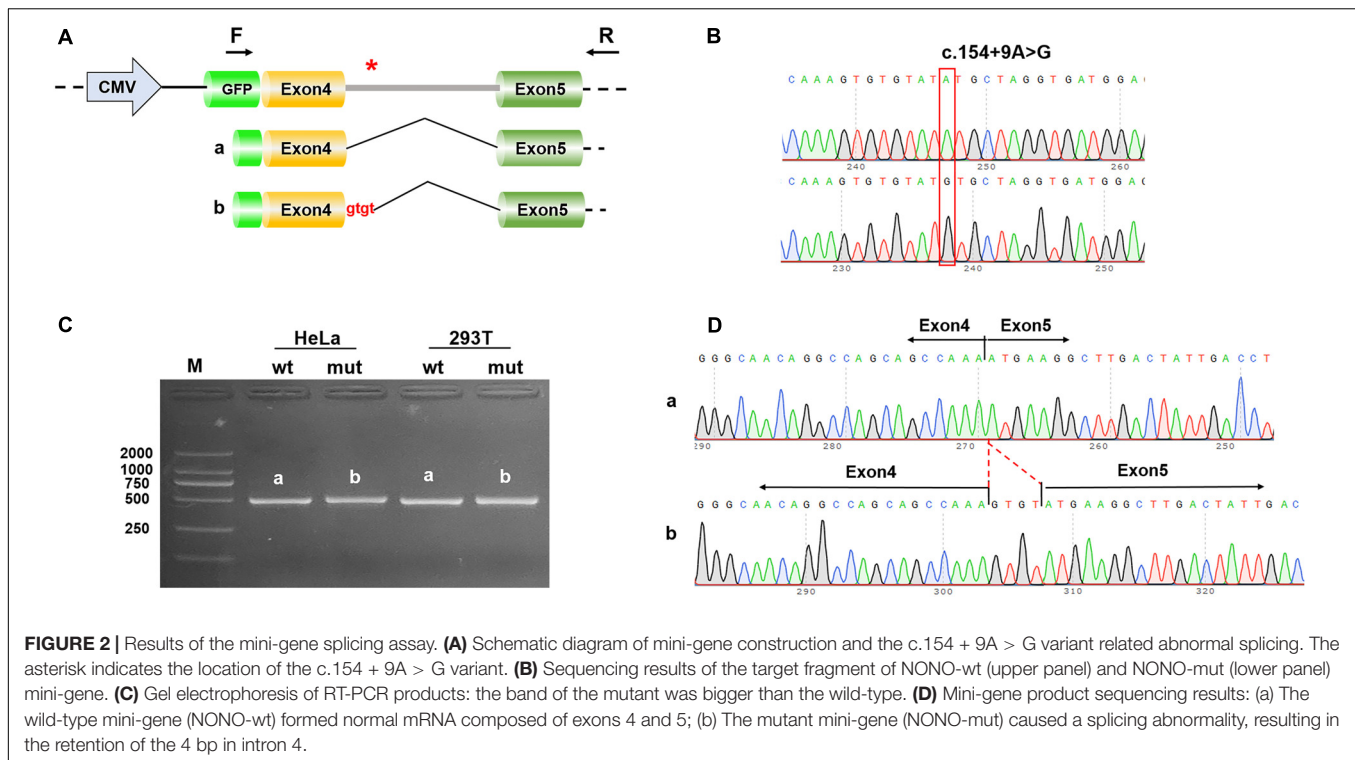 A
F
R
*
CMV
GFP
Exon4
Exon5
a
Exon4
Exon5
b
Exon4
gtgt
Exon5
B
c.154+9A>G
C A A A G T G T G T A T A T G C T A G G T G A T G G A G
240
250
260
C A A A G T G T G T A T G T G C T A G G T G A T G G A C
230
240
250
C
HeLa
293T
M
wt
mut
wt
mut
2000
1000
750
500
250
a
b
a
b
D
Exon4
Exon5
G G G C A A C A G G C C A G C A G C C A A A A T G A A G G C T T G A C T A T T G A C C T
a
290
280
270
260
250
Exon4
Exon5
G G G C A A C A G G C C A G C A G C C A A A G T G T A T G A A G G C T T G A C T A T T G A C
b
290
300
310
320
FIGURE 2 | Results of the mini-gene splicing assay. (A) Schematic diagram of mini-gene construction and the c.154 + 9A > G variant related abnormal splicing. The
asterisk indicates the location of the c.154 + 9A > G variant. (B) Sequencing results of the target fragment of NONO-wt (upper panel) and NONO-mut (lower panel)
mini-gene. (C) Gel electrophoresis of RT-PCR products: the band of the mutant was bigger than the wild-type. (D) Mini-gene product sequencing results: (a) The
wild-type mini-gene (NONO-wt) formed normal mRNA composed of exons 4 and 5; (b) The mutant mini-gene (NONO-mut) caused a splicing abnormality, resulting in
the retention of the 4 bp in intron 4.